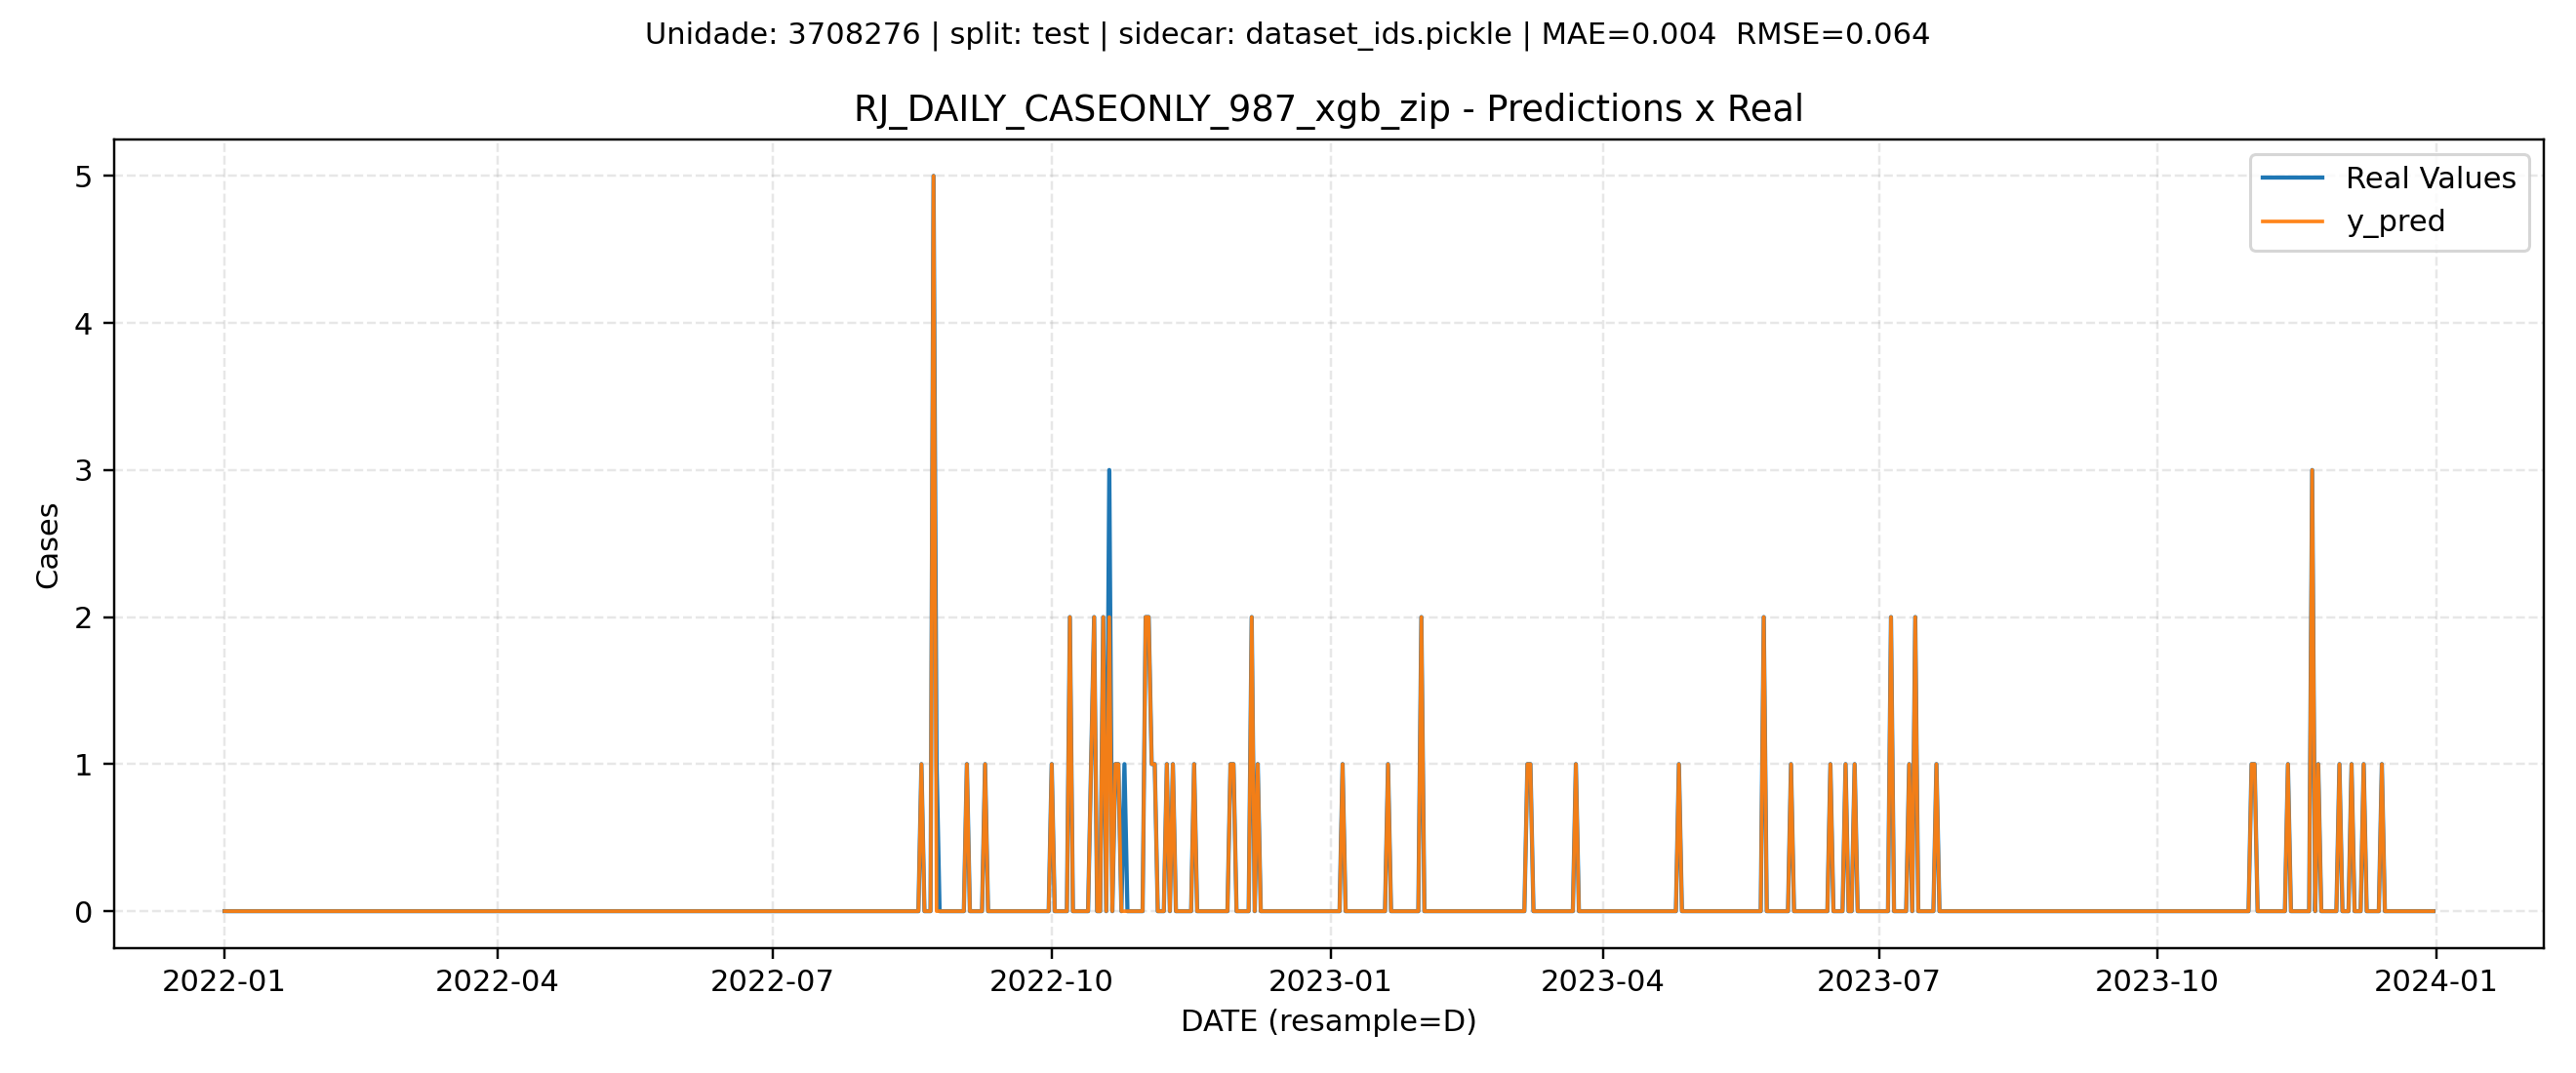 Unidade: 3708276 | split: test | sidecar: dataset_ids.pickle | MAE=0.004  RMSE=0.064
RJ_DAILY_CASEONLY_987_xgb_zip - Predictions x Real
Real Values
y_pred
5
4
3
2
1
0
Cases
2022-01 2022-04 2022-07 2022-10 2023-01 2023-04 2023-07 2023-10 2024-01
DATE (resample=D)